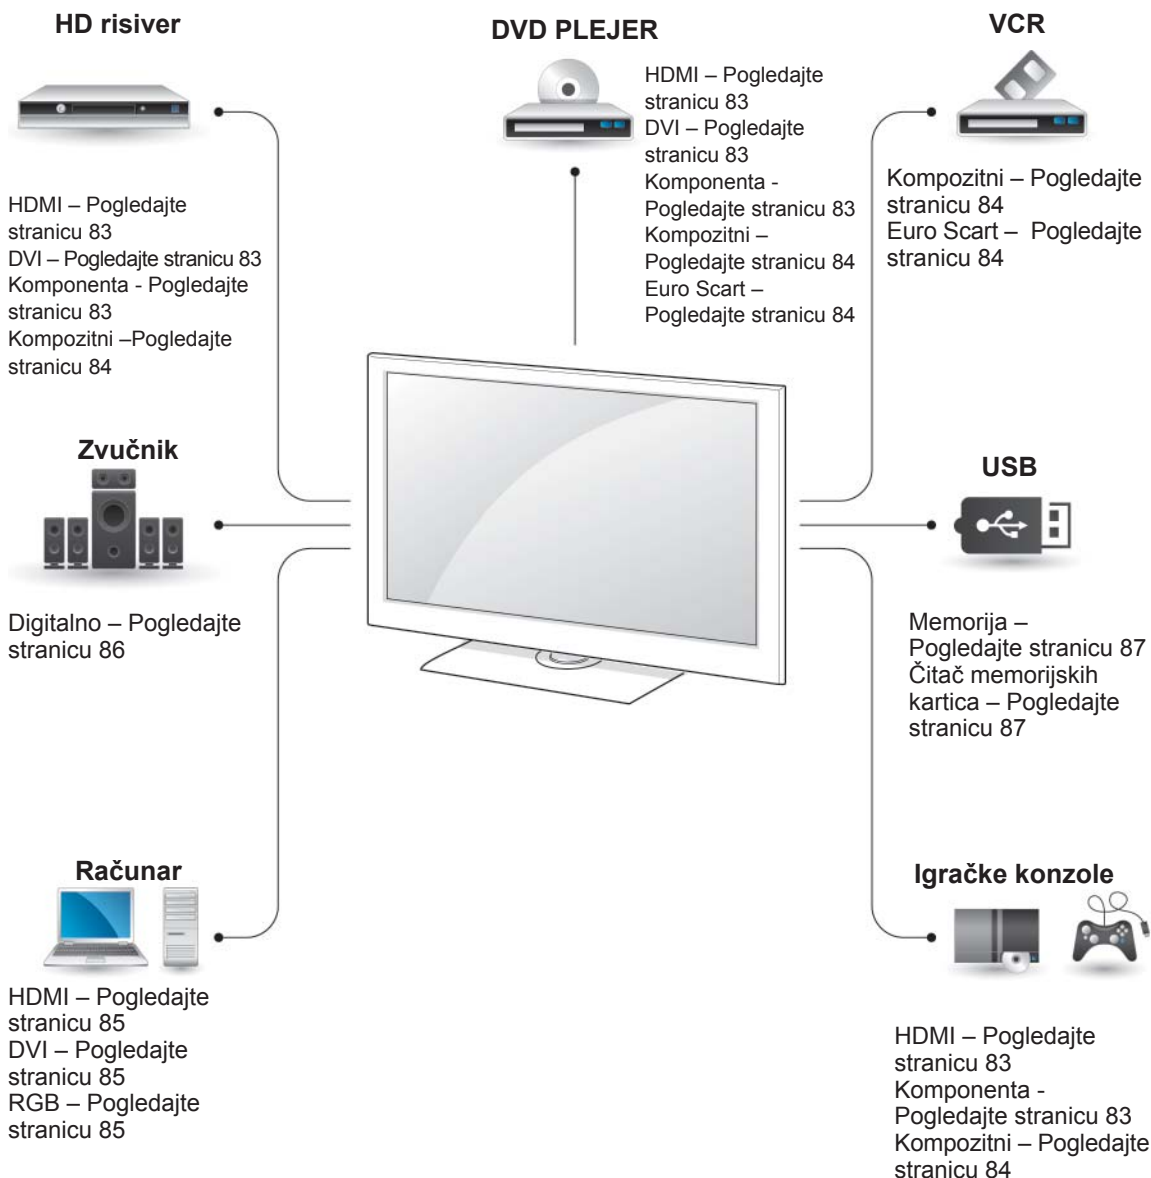 HD risiver
HDMI – Pogledajte
stranicu 83
DVI – Pogledajte stranicu 83
Komponenta - Pogledajte
stranicu 83
Kompozitni –Pogledajte
stranicu 84
DVD PLEJER
HDMI – Pogledajte
stranicu 83
DVI – Pogledajte
stranicu 83
Komponenta -
Pogledajte stranicu 83
Kompozitni –
Pogledajte stranicu 84
Euro Scart –
Pogledajte stranicu 84
VCR
Kompozitni – Pogledajte
stranicu 84
Euro Scart – Pogledajte
stranicu 84
Zvučnik
Digitalno – Pogledajte
stranicu 86
USB
Memorija –
Pogledajte stranicu 87
Čitač memorijskih
kartica – Pogledajte
stranicu 87
Računar
HDMI – Pogledajte
stranicu 85
DVI – Pogledajte
stranicu 85
RGB – Pogledajte
stranicu 85
Igračke konzole
HDMI – Pogledajte
stranicu 83
Komponenta -
Pogledajte stranicu 83
Kompozitni – Pogledajte
stranicu 84